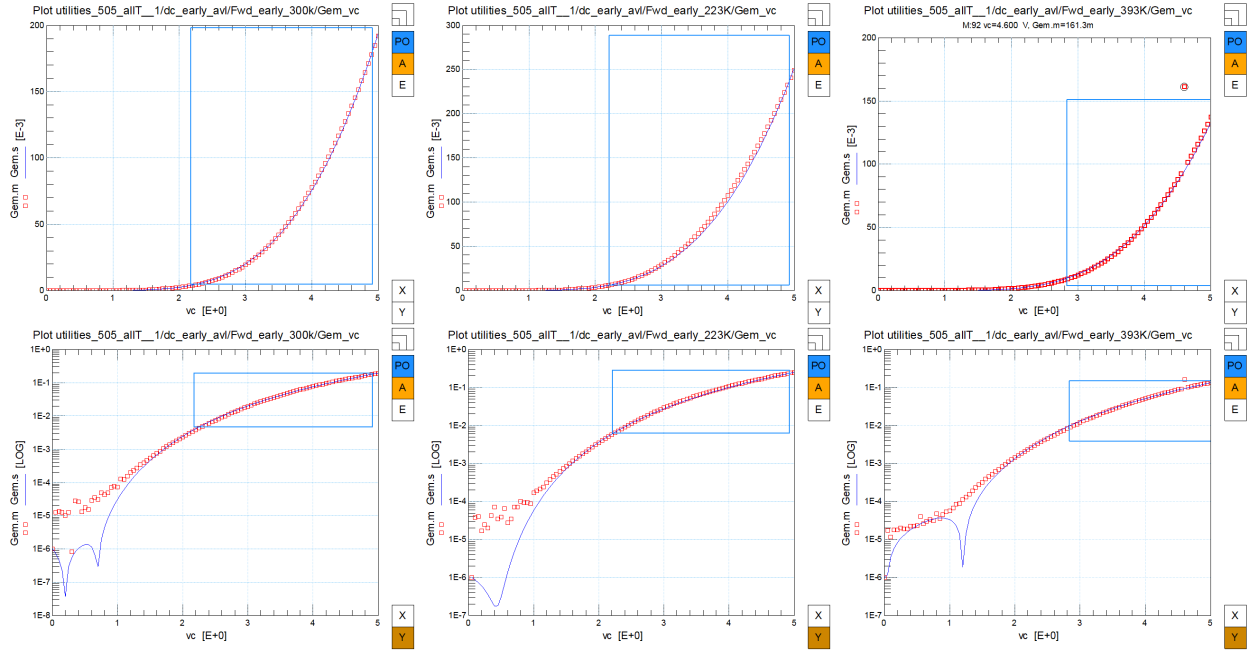 Plot utilities_505_allT__1/dc_early_avl/Fwd_early_300k/Gem_vc
200
150
100
50
0
0 1 2 3 4 5
vc [E+0]
Gem.m Gem.s [E-3]
PO
A
E
X
Y
Plot utilities_505_allT__1/dc_early_avl/Fwd_early_223K/Gem_vc
300
250
200
150
100
50
0
0 1 2 3 4 5
vc [E+0]
Gem.m Gem.s [E-3]
PO
A
E
X
Y
Plot utilities_505_allT__1/dc_early_avl/Fwd_early_393K/Gem_vc
M:92 vc=4.600 V, Gem.m=161.3m
200
150
100
50
0
0 1 2 3 4 5
vc [E+0]
Gem.m Gem.s [E-3]
PO
A
E
X
Y
Plot utilities_505_allT__1/dc_early_avl/Fwd_early_300k/Gem_vc
1E+0
1E-1
1E-2
1E-3
1E-4
1E-5
1E-6
1E-7
1E-8
0 1 2 3 4 5
vc [E+0]
Gem.m Gem.s [LOG]
PO
A
E
X
Y
Plot utilities_505_allT__1/dc_early_avl/Fwd_early_223K/Gem_vc
1E+0
1E-1
1E-2
1E-3
1E-4
1E-5
1E-6
1E-7
0 1 2 3 4 5
vc [E+0]
Gem.m Gem.s [LOG]
PO
A
E
X
Y
Plot utilities_505_allT__1/dc_early_avl/Fwd_early_393K/Gem_vc
1E+0
1E-1
1E-2
1E-3
1E-4
1E-5
1E-6
1E-7
0 1 2 3 4 5
vc [E+0]
Gem.m Gem.s [LOG]
PO
A
E
X
Y